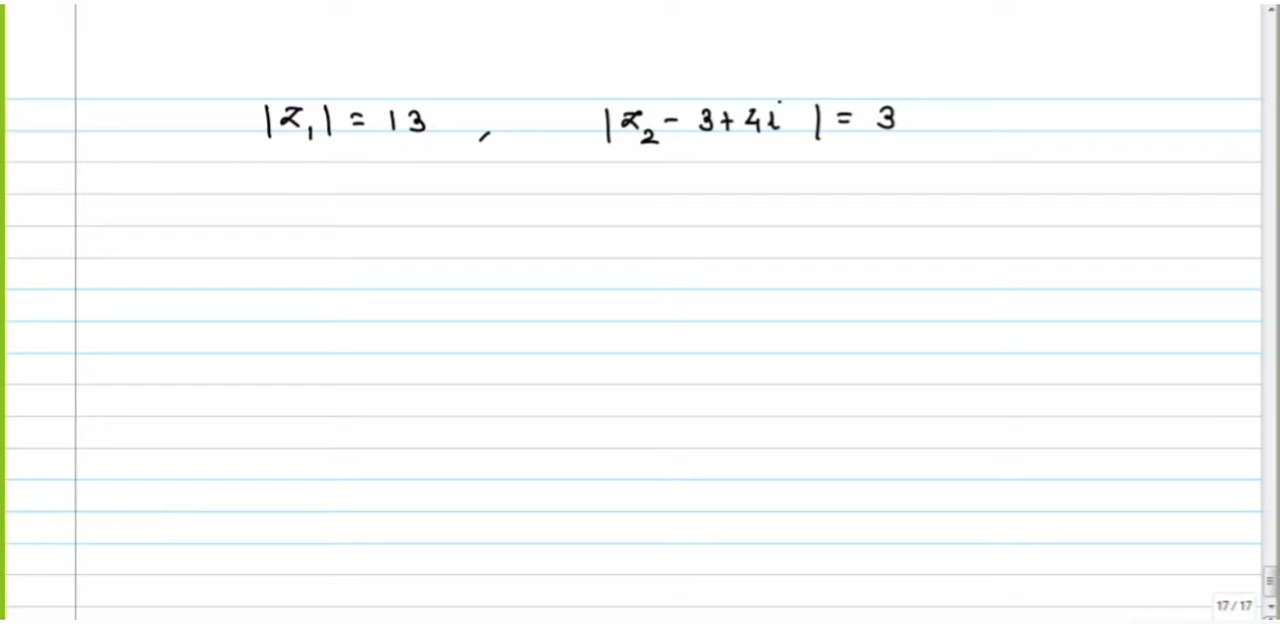 |z₁| = 13 , |z₂ - 3 + 4i | = 3
17 / 17